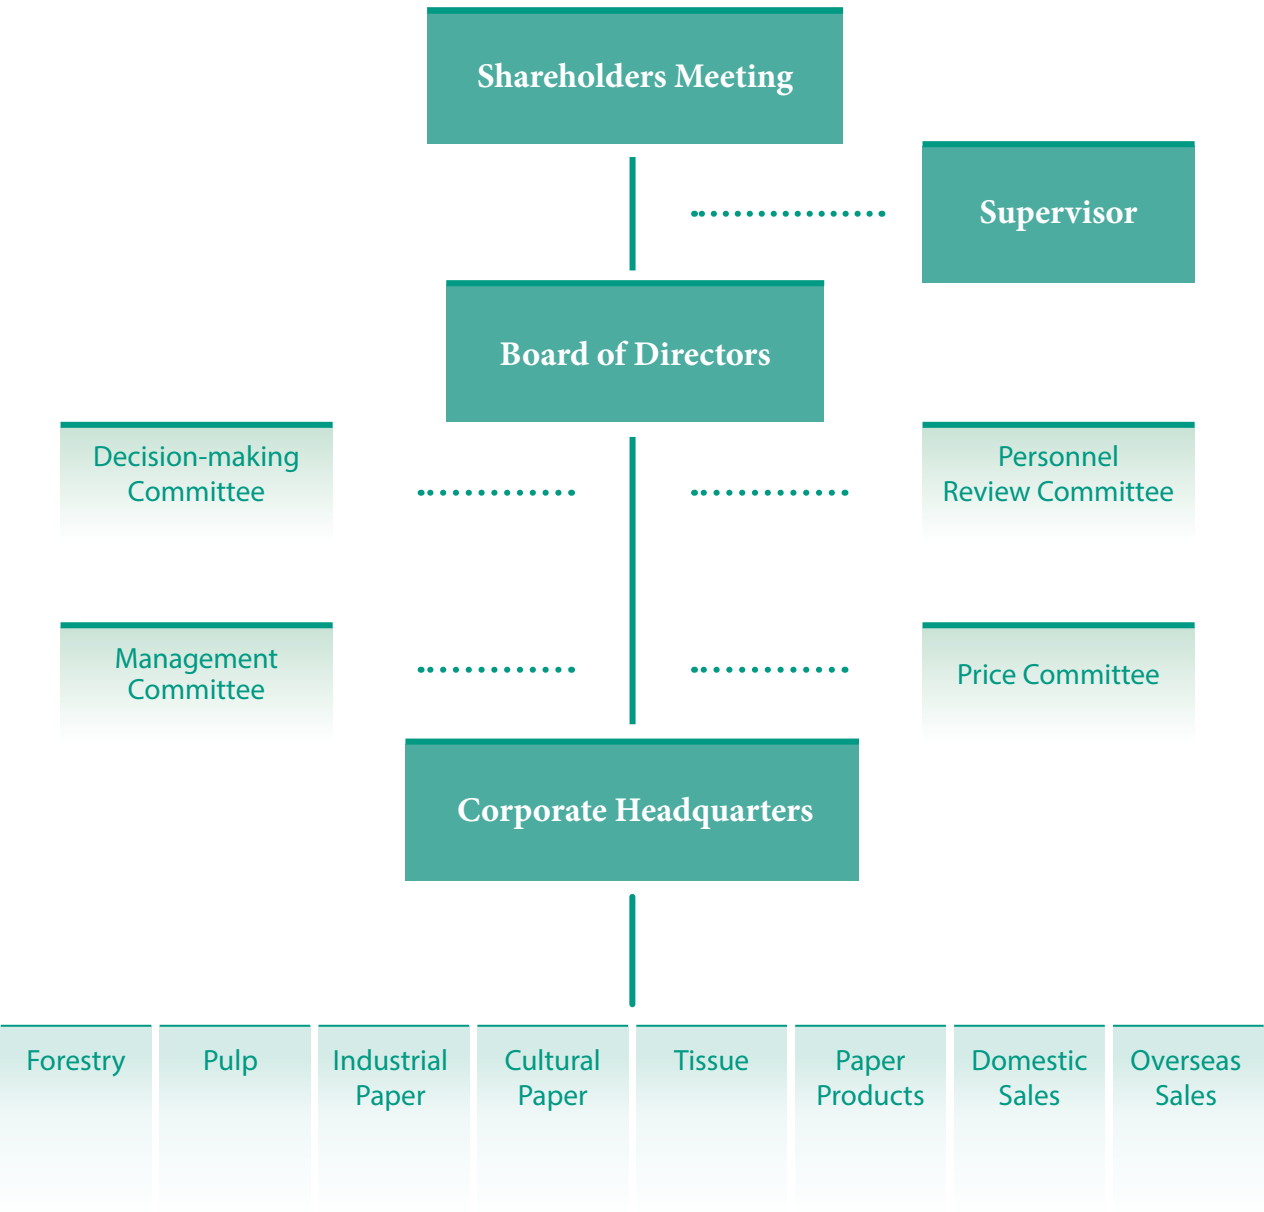 Shareholders Meeting
Supervisor
Board of Directors
Decision-making
Committee
Personnel
Review Committee
Management
Committee
Price Committee
Corporate Headquarters
Forestry
Pulp
Industrial
Paper
Cultural
Paper
Tissue
Paper
Products
Domestic
Sales
Overseas
Sales